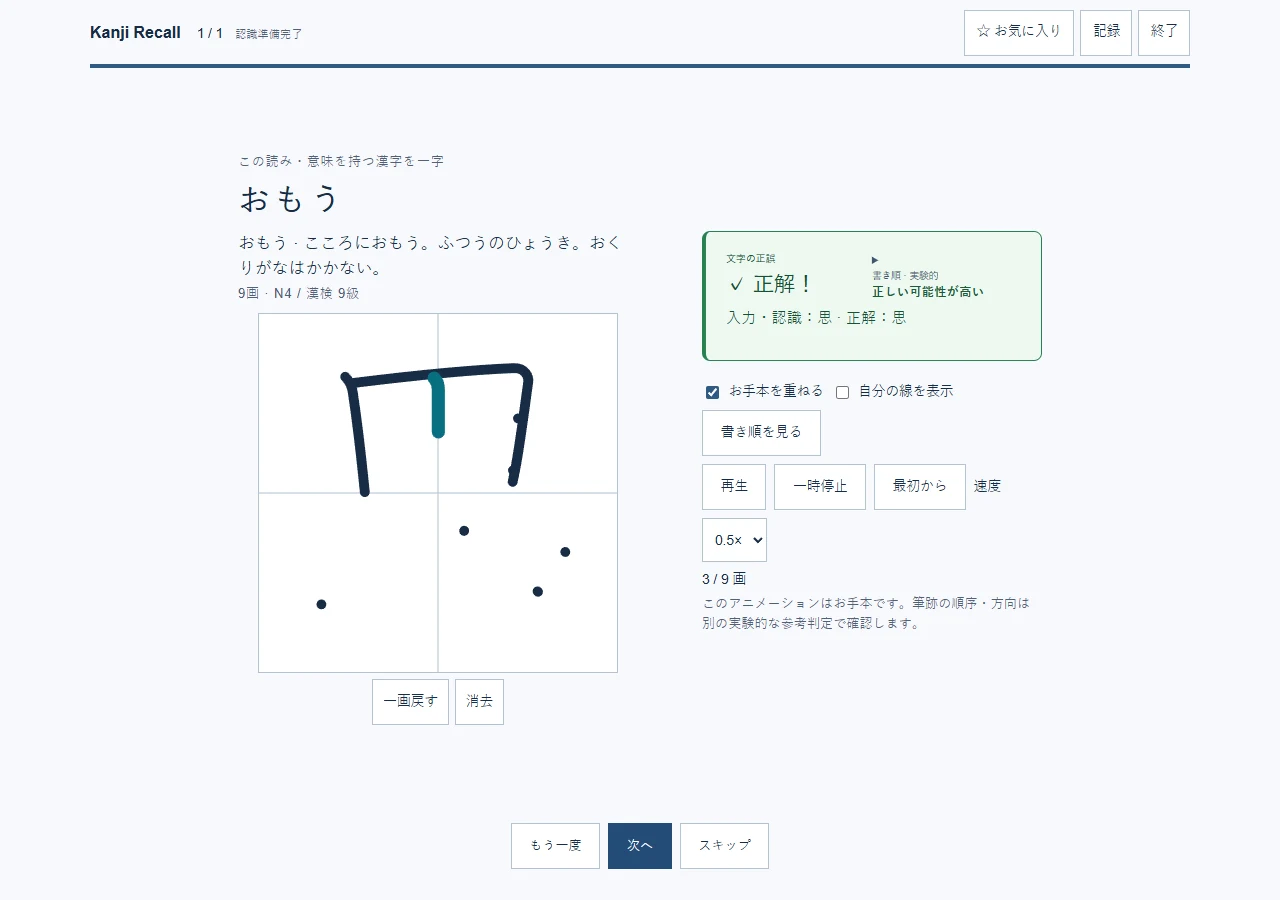 Kanji Recall 1 / 1 認識準備完了 ☆ お気に入り 記録 終了
この読み・意味を持つ漢字を一字
おもう
おもう · こころにおもう。ふつうのひょうき。おく
りがなはかかない。
9画 · N4 / 漢検 9級
一画戻す 消去
文字の正誤
✓ 正解！
▶
書き順 · 実験的
正しい可能性が高い
入力・認識：思 · 正解：思
お手本を重ねる 自分の線を表示
書き順を見る
再生 一時停止 最初から 速度
0.5×
3 / 9 画
このアニメーションはお手本です。筆跡の順序・方向は
別の実験的な参考判定で確認します。
もう一度 次へ スキップ